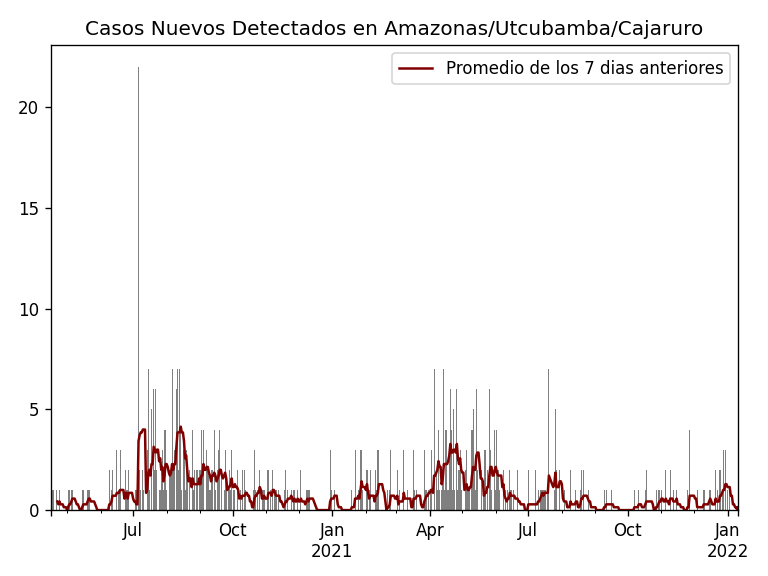 Casos Nuevos Detectados en Amazonas/Utcubamba/Cajaruro
Promedio de los 7 dias anteriores
20
15
10
5
0
Jul Oct Jan Apr Jul Oct Jan
2021 2022